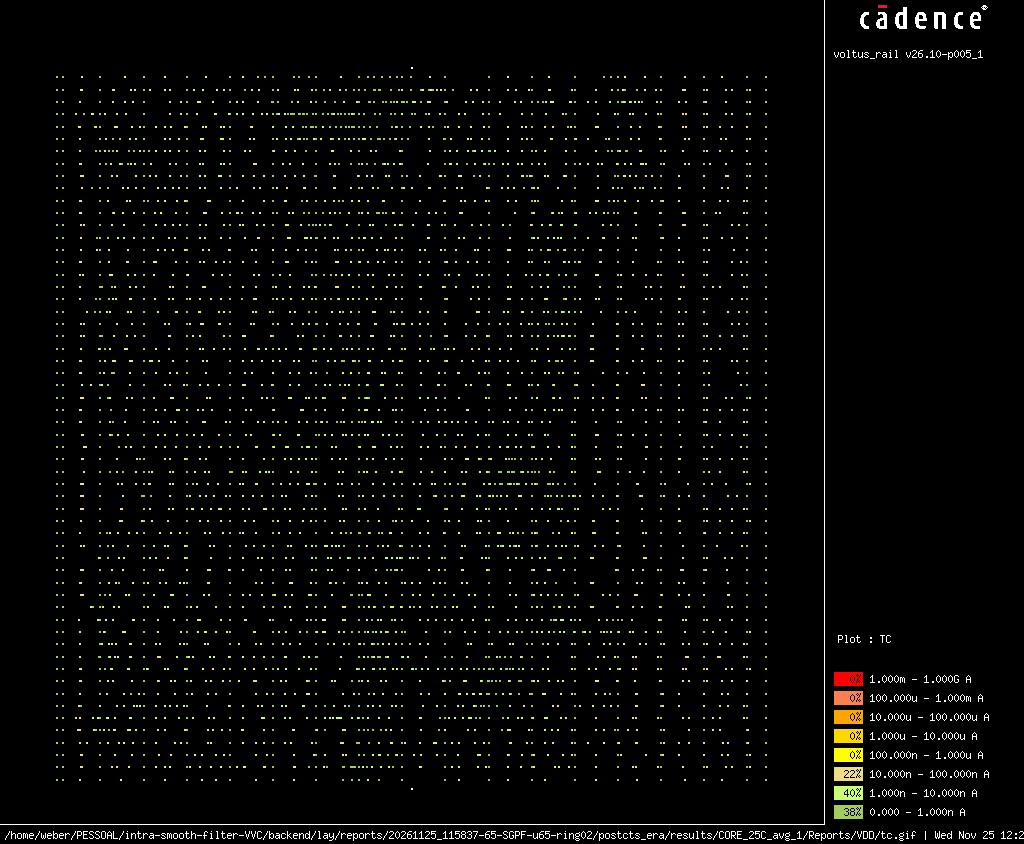 cādence®
voltus_rail v26.10-p005_1
Plot : TC
0% 1.000m - 1.000G A
0% 100.000u - 1.000m A
0% 10.000u - 100.000u A
0% 1.000u - 10.000u A
0% 100.000n - 1.000u A
22% 10.000n - 100.000n A
40% 1.000n - 10.000n A
38% 0.000 - 1.000n A
/home/weber/PESSOAL/intra-smooth-filter-VVC/backend/lay/reports/20261125_115837-65-SGPF-u65-ring02/postcts_era/results/CORE_25C_avg_1/Reports/VDD/tc.gif | Wed Nov 25 12:2